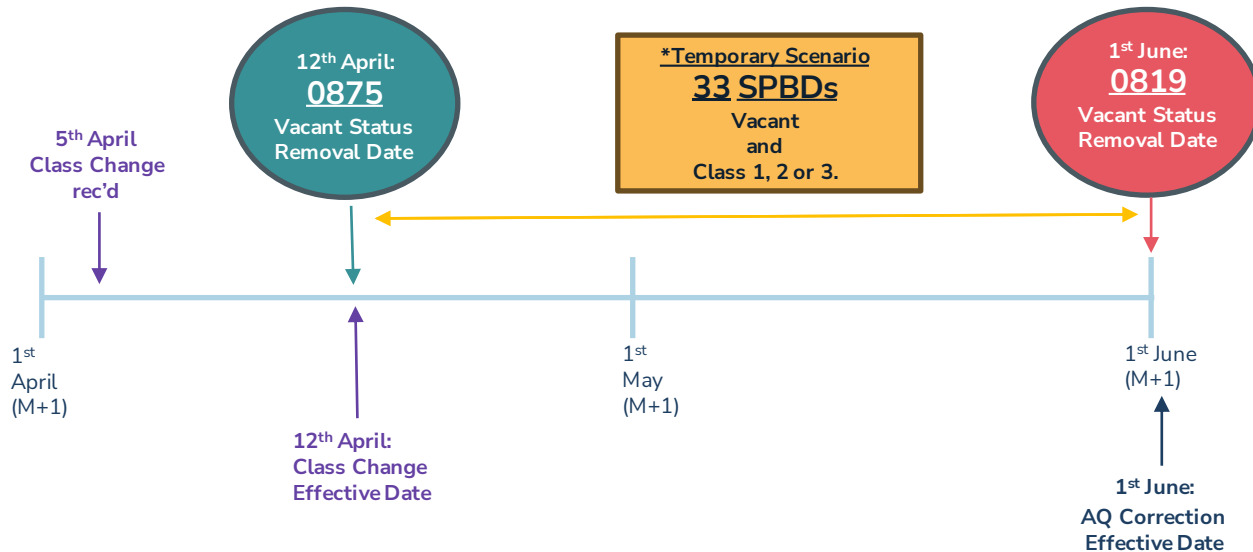 12th April:
0875
Vacant Status
Removal Date
*Temporary Scenario
33 SPBDs
Vacant
and
Class 1, 2 or 3.
1st June:
0819
Vacant Status
Removal Date
5th April
Class Change
rec'd
1st
April
(M+1)
1st
May
(M+1)
1st June
(M+1)
12th April:
Class Change
Effective Date
1st June:
AQ Correction
Effective Date